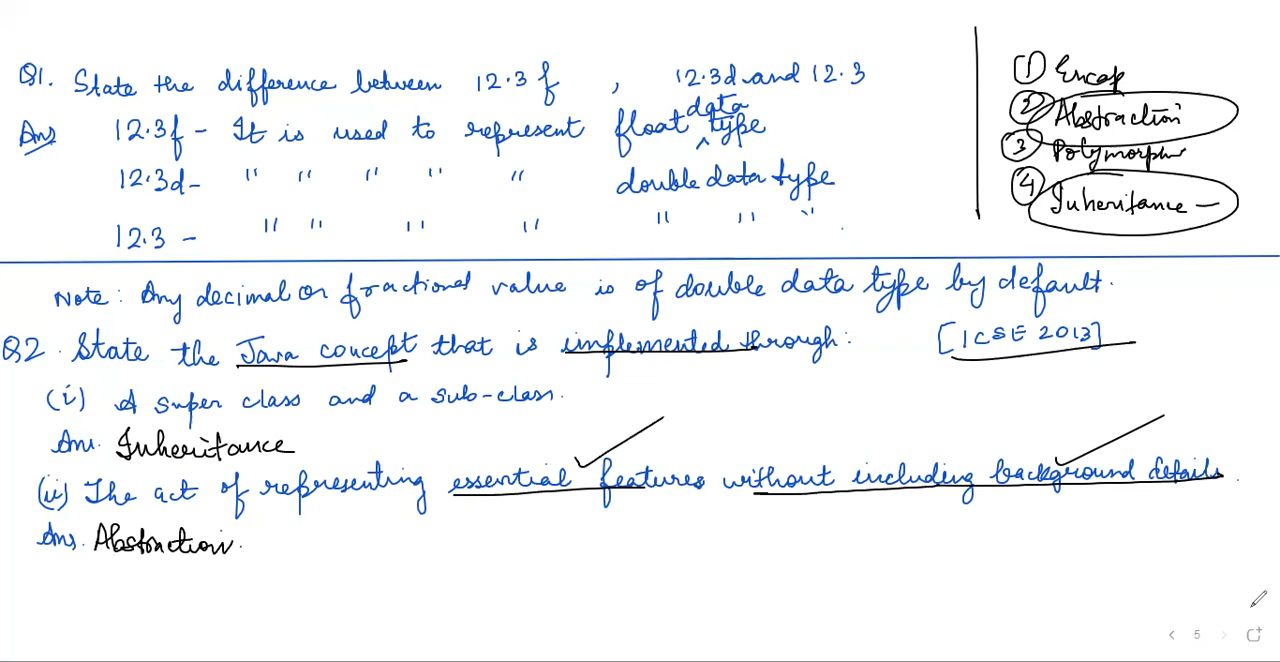 Q1. State the difference between 12.3f , 12.3d and 12.3
Ans 12.3f - It is used to represent float data type
12.3d - " " " " " double data type
12.3 - " " " " " " "
Note: Any decimal or fractional value is of double data type by default.
Q2. State the Java concept that is implemented through: [ICSE 2013]
(i) A super class and a sub-class.
Ans. Inheritance
(ii) The act of representing essential features without including background details.
Ans. Abstraction.
① Encap
② Abstraction
③ Polymorph
④ Inheritance -
5